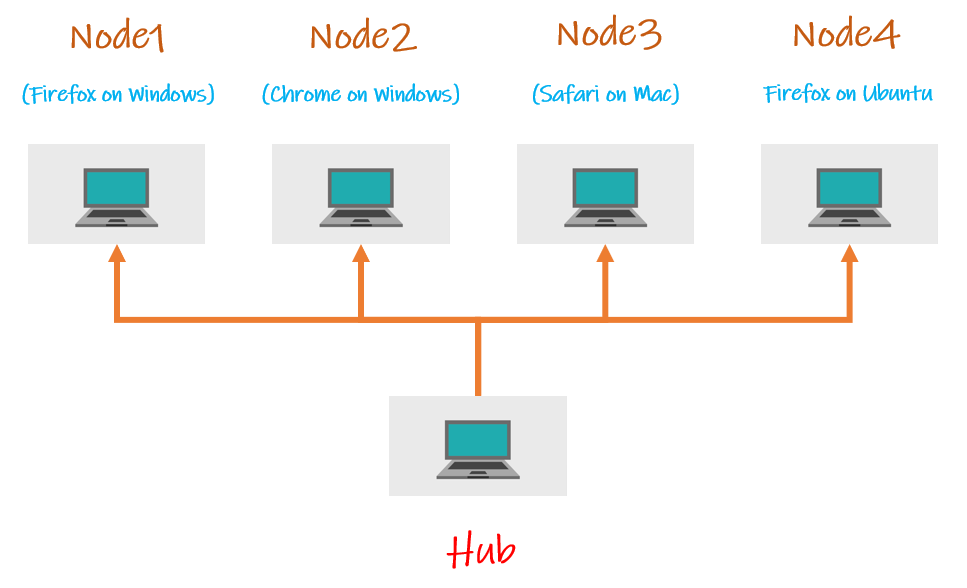 Node1
Node2
Node3
Node4
(Firefox on Windows)
(Chrome on Windows)
(Safari on Mac)
Firefox on Ubuntu
Hub